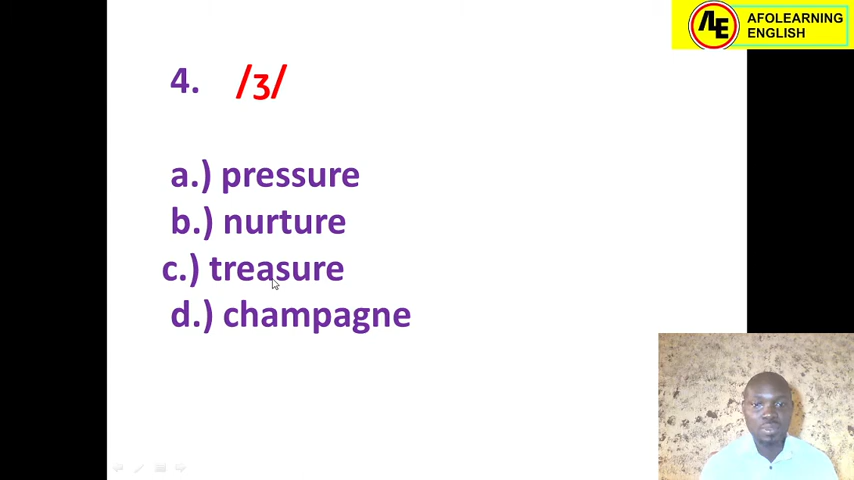 AFOLEARNING
ENGLISH
4. /ʒ/
a.) pressure
b.) nurture
c.) treasure
d.) champagne